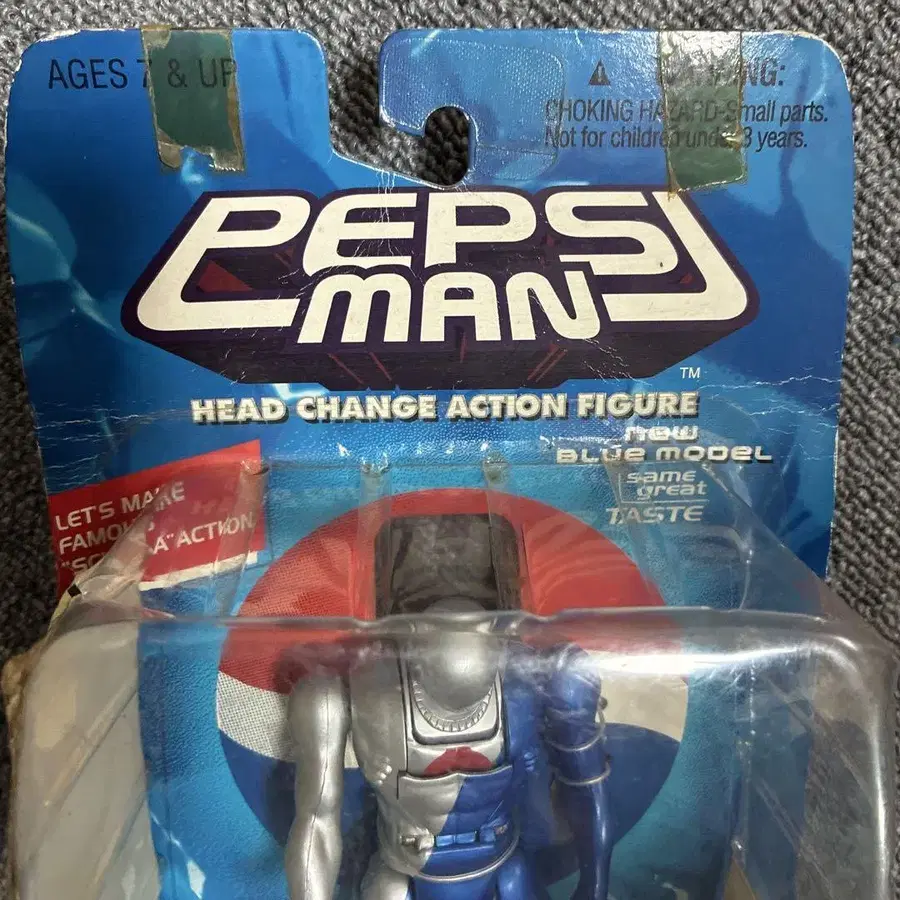 AGES 7 & UP
WARNING:
CHOKING HAZARD-Small parts.
Not for children under 3 years.
PEPSI
MAN
TM
HEAD CHANGE ACTION FIGURE
new
BLUE MODEL
same
great
TASTE
LET'S MAKE
FAMOUS
ACTION